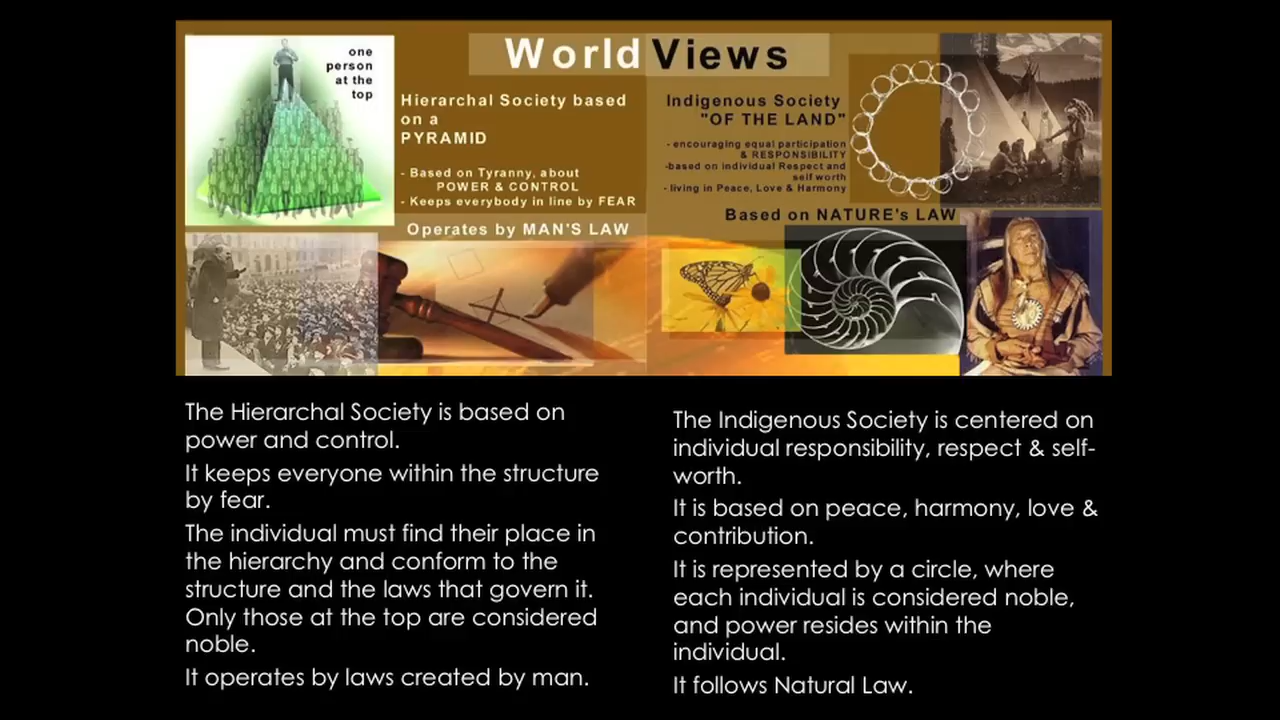 World Views
one
person
at the
top
Hierarchal Society based
on a
PYRAMID
- Based on Tyranny, about
POWER & CONTROL
- Keeps everybody in line by FEAR
Operates by MAN'S LAW
Indigenous Society
"OF THE LAND"
- encouraging equal participation
& RESPONSIBILITY
-based on individual Respect and
self worth
- living in Peace, Love & Harmony
Based on NATURE's LAW
The Hierarchal Society is based on
power and control.
It keeps everyone within the structure
by fear.
The individual must find their place in
the hierarchy and conform to the
structure and the laws that govern it.
Only those at the top are considered
noble.
It operates by laws created by man.
The Indigenous Society is centered on
individual responsibility, respect & self-
worth.
It is based on peace, harmony, love &
contribution.
It is represented by a circle, where
each individual is considered noble,
and power resides within the
individual.
It follows Natural Law.